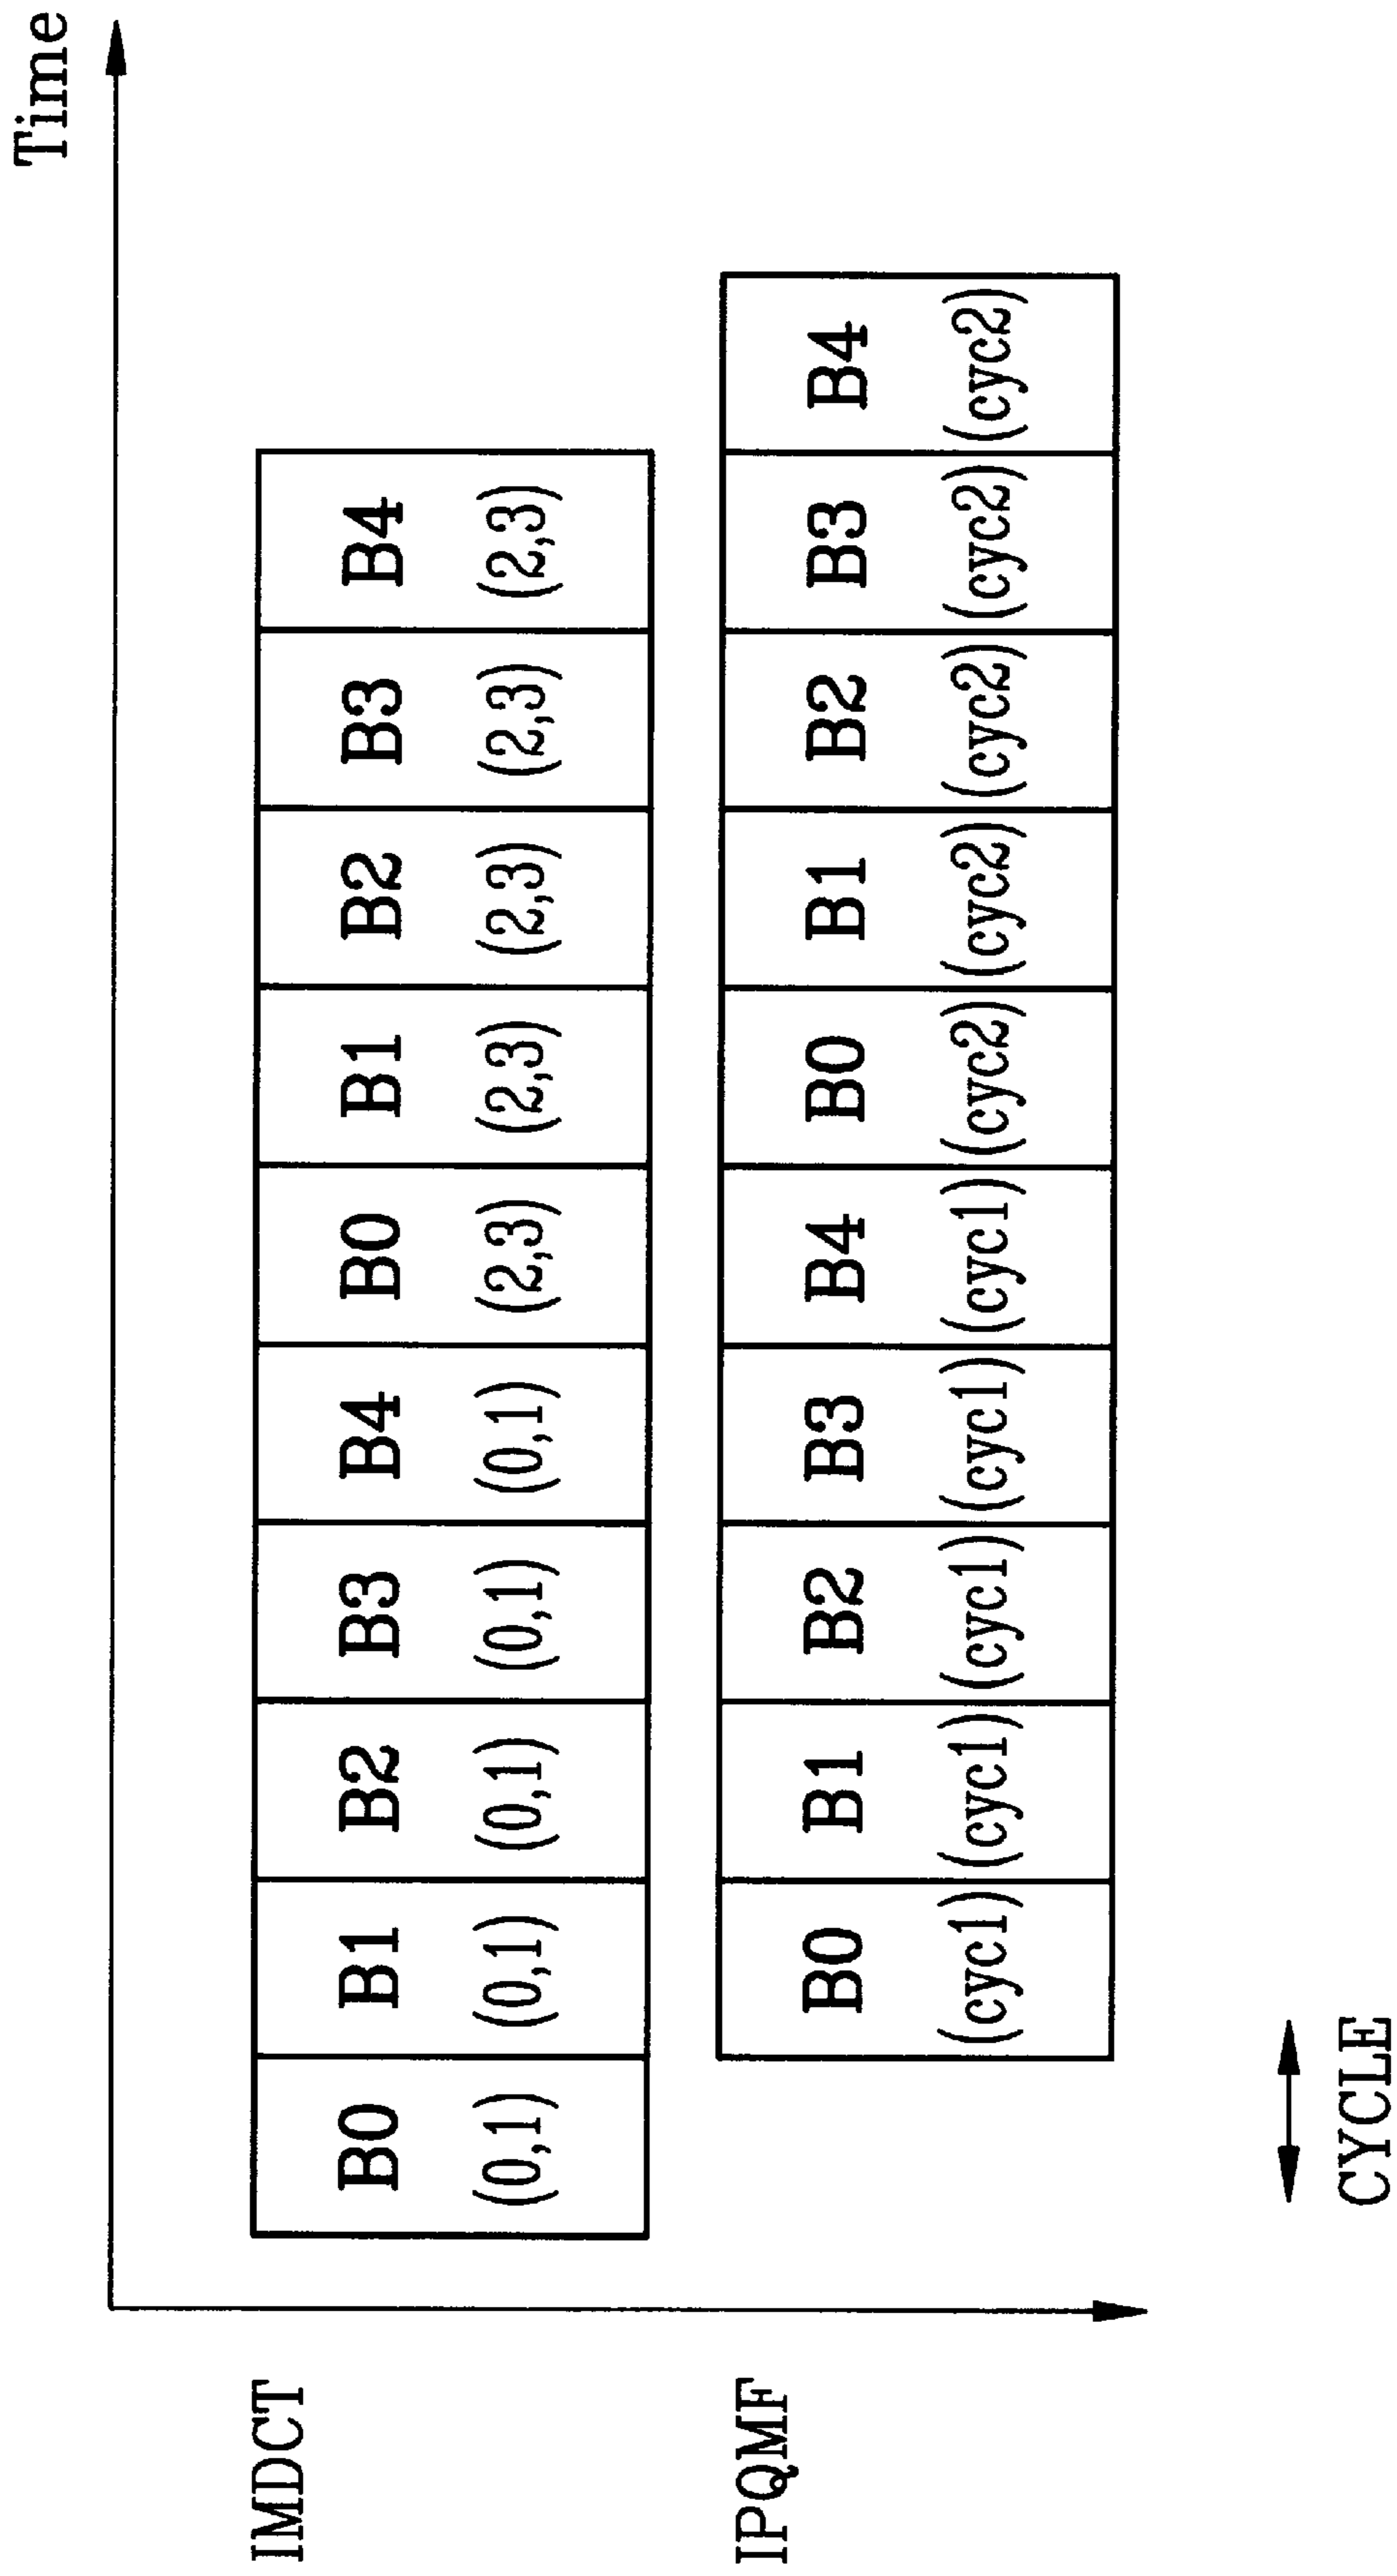 Time
IMDCT
B0 B1 B2 B3 B4 B0 B1 B2 B3 B4
(0,1) (0,1) (0,1) (0,1) (0,1) (2,3) (2,3) (2,3) (2,3) (2,3)
IPQMF
B0 B1 B2 B3 B4 B0 B1 B2 B3 B4
(cyc1) (cyc1) (cyc1) (cyc1) (cyc1) (cyc2) (cyc2) (cyc2) (cyc2) (cyc2)
CYCLE